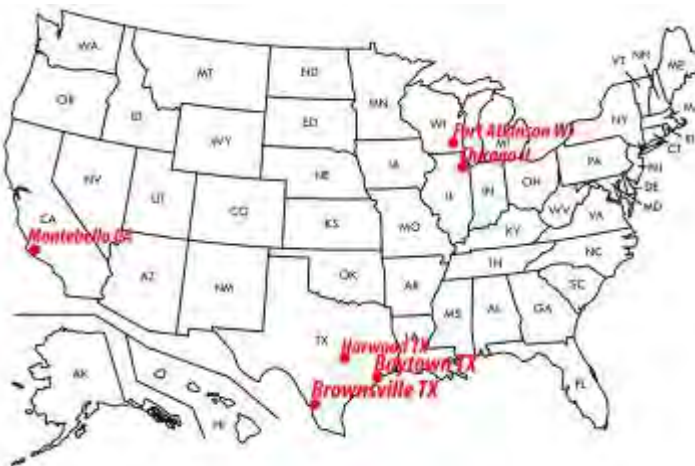 WA
MT
ND
MN
VT
NH
ME
OR
ID
WY
WI
Fort Atkinson WI
MI
NY
CT
RI
Chicago IL
IA
PA
NJ
NE
NV
UT
CO
IL
IN
OH
DE
MD
WV
VA
CA
Montebello CA
KS
MO
KY
NC
TN
AZ
NM
OK
AR
SC
MS
AL
GA
TX
Harwood TX
Baytown TX
Brownsville TX
FL
AK
HI